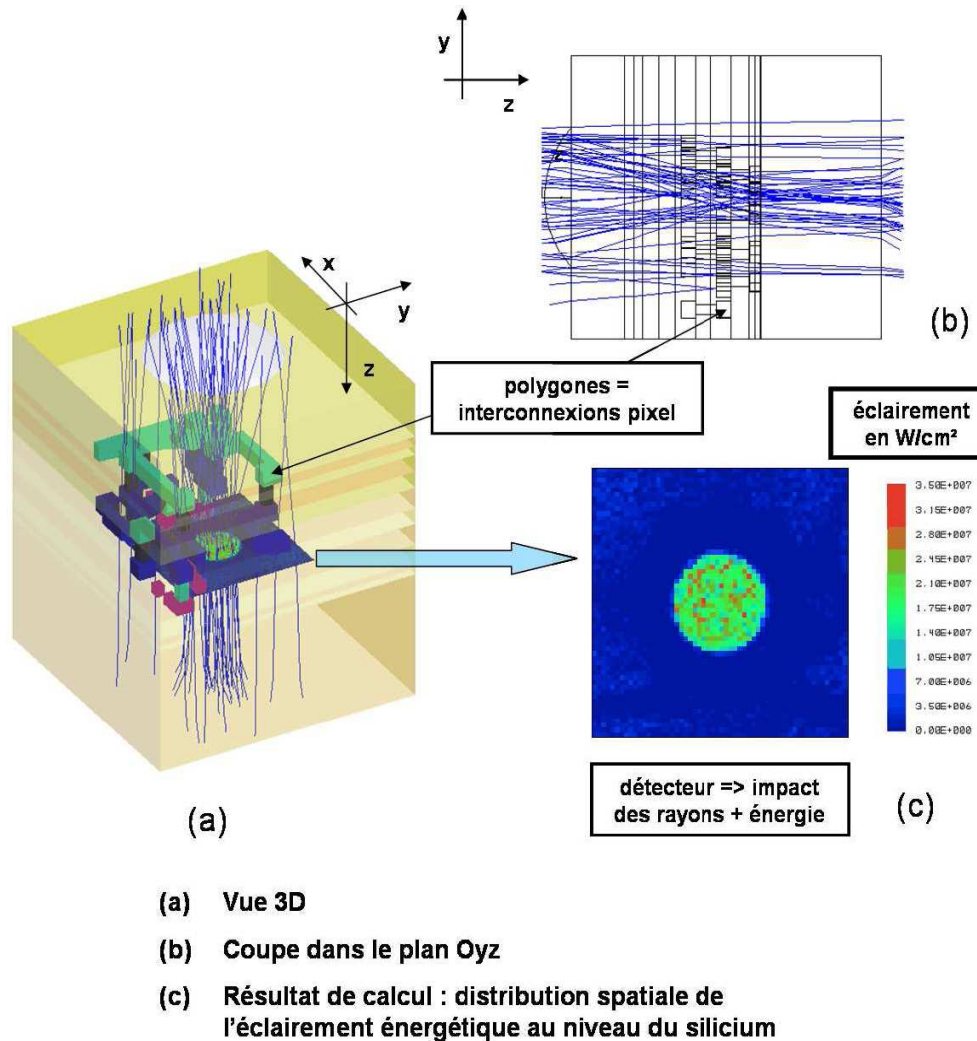 y
z
z
(b)
x
y
z
polygones =
interconnexions pixel
éclairement
en W/cm²
3.50E+007
3.15E+007
2.80E+007
2.45E+007
2.10E+007
1.75E+007
1.40E+007
1.05E+007
7.00E+006
3.50E+006
0.00E+000
détecteur => impact
des rayons + énergie
(a)
(c)
(a) Vue 3D
(b) Coupe dans le plan Oyz
(c) Résultat de calcul : distribution spatiale de
l'éclairement énergétique au niveau du silicium